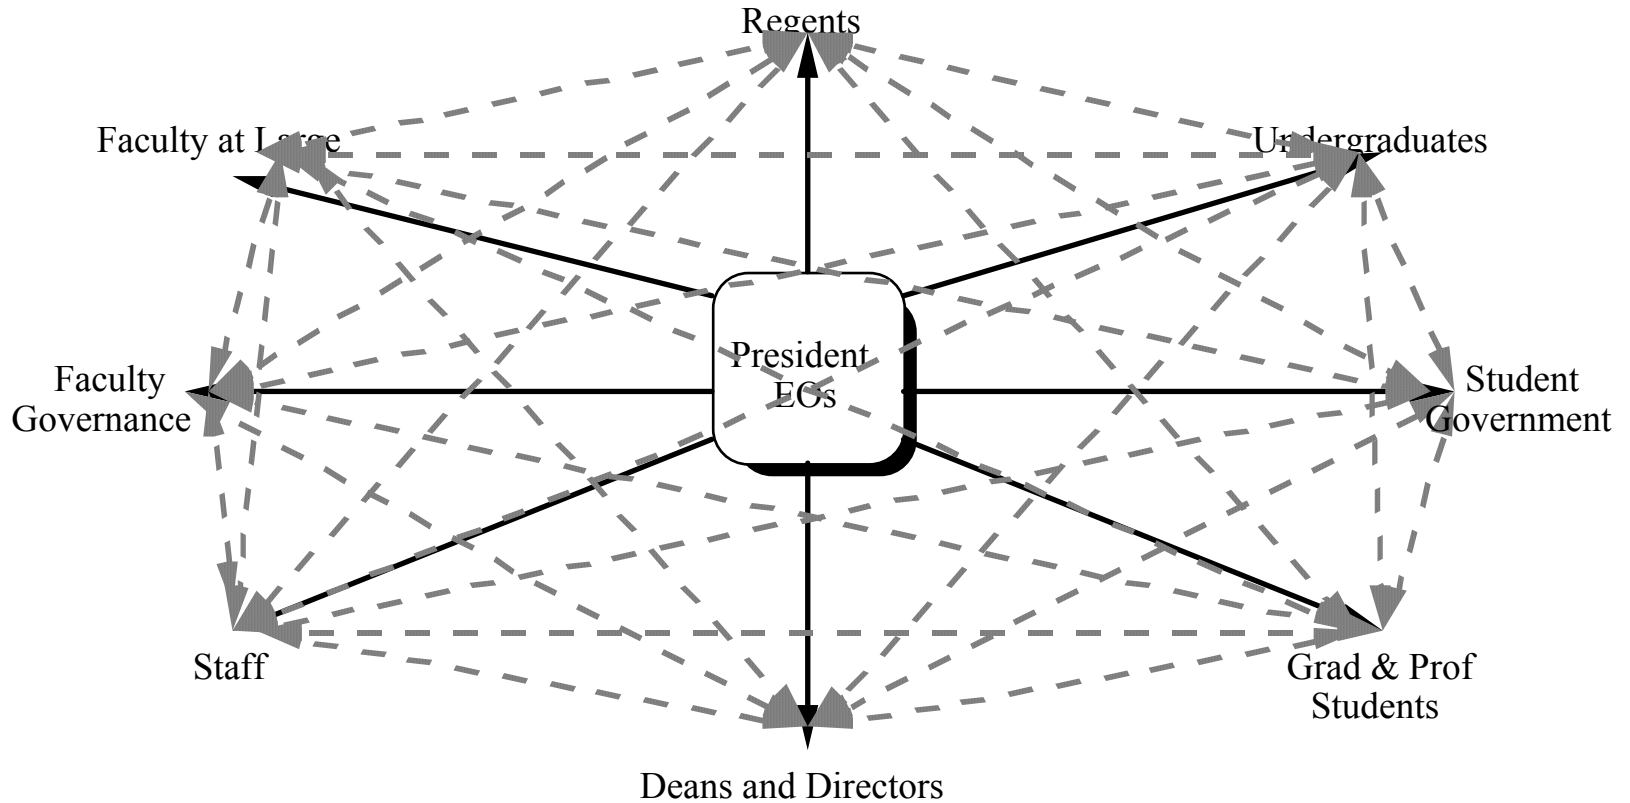 Regents
Faculty at Large
Undergraduates
President
EOs
Faculty
Governance
Student
Government
Staff
Grad & Prof
Students
Deans and Directors